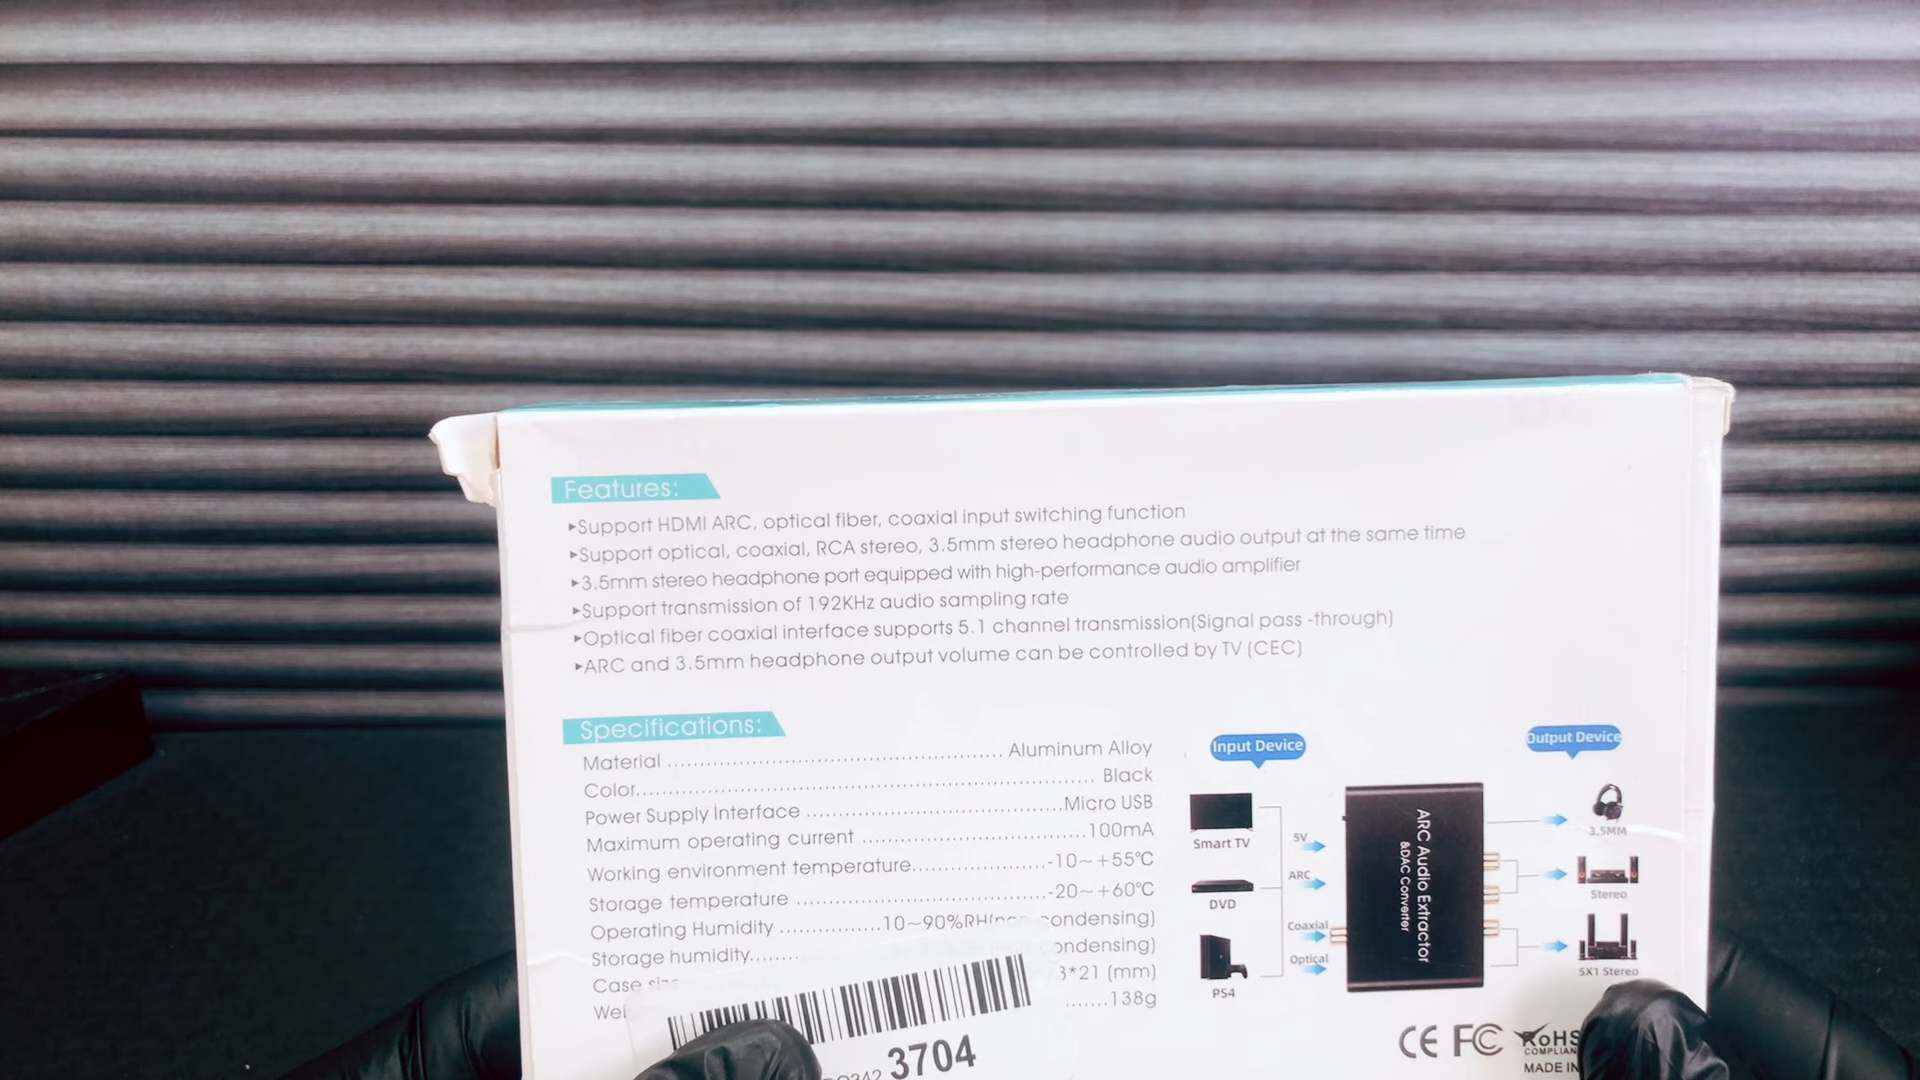 Features:
▸Support HDMI ARC, optical fiber, coaxial input switching function
▸Support optical, coaxial, RCA stereo, 3.5mm stereo headphone audio output at the same time
▸3.5mm stereo headphone port equipped with high-performance audio amplifier
▸Support transmission of 192KHz audio sampling rate
▸Optical fiber coaxial interface supports 5.1 channel transmission(Signal pass -through)
▸ARC and 3.5mm headphone output volume can be controlled by TV (CEC)
Specifications:
Material ........ Aluminum Alloy
Color........ Black
Power Supply Interface ........Micro USB
Maximum operating current ........100mA
Working environment temperature........-10~+55℃
Storage temperature ........-20~+60℃
Operating Humidity ........10~90%RH
Storage humidity........
Case
*21 (mm)
........138g
3704
Input Device
Output Device
Smart TV
DVD
PS4
5V
ARC
Coaxial
Optical
ARC Audio Extractor
&DAC Converter
3.5MM
Stereo
5X1 Stereo
CE FC RoHS
MADE IN